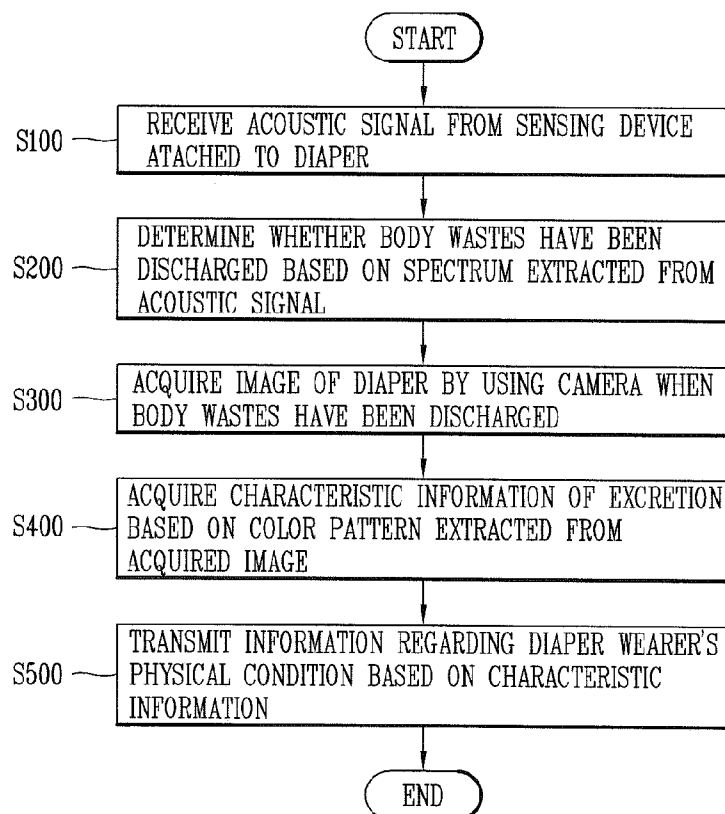 START
S100
RECEIVE ACOUSTIC SIGNAL FROM SENSING DEVICE
ATACHED TO DIAPER
S200
DETERMINE WHETHER BODY WASTES HAVE BEEN
DISCHARGED BASED ON SPECTRUM EXTRACTED FROM
ACOUSTIC SIGNAL
S300
ACQUIRE IMAGE OF DIAPER BY USING CAMERA WHEN
BODY WASTES HAVE BEEN DISCHARGED
S400
ACQUIRE CHARACTERISTIC INFORMATION OF EXCRETION
BASED ON COLOR PATTERN EXTRACTED FROM
ACQUIRED IMAGE
S500
TRANSMIT INFORMATION REGARDING DIAPER WEARER'S
PHYSICAL CONDITION BASED ON CHARACTERISTIC
INFORMATION
END